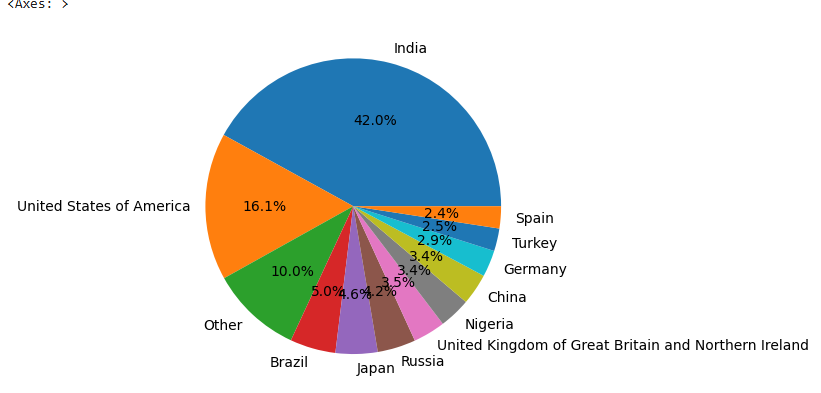 <Axes: >
India
42.0%
United States of America
16.1%
10.0%
Other
5.0%
Brazil
4.6%
Japan
4.2%
Russia
3.5%
United Kingdom of Great Britain and Northern Ireland
3.4%
Nigeria
3.4%
China
2.9%
Germany
2.5%
Turkey
2.4%
Spain